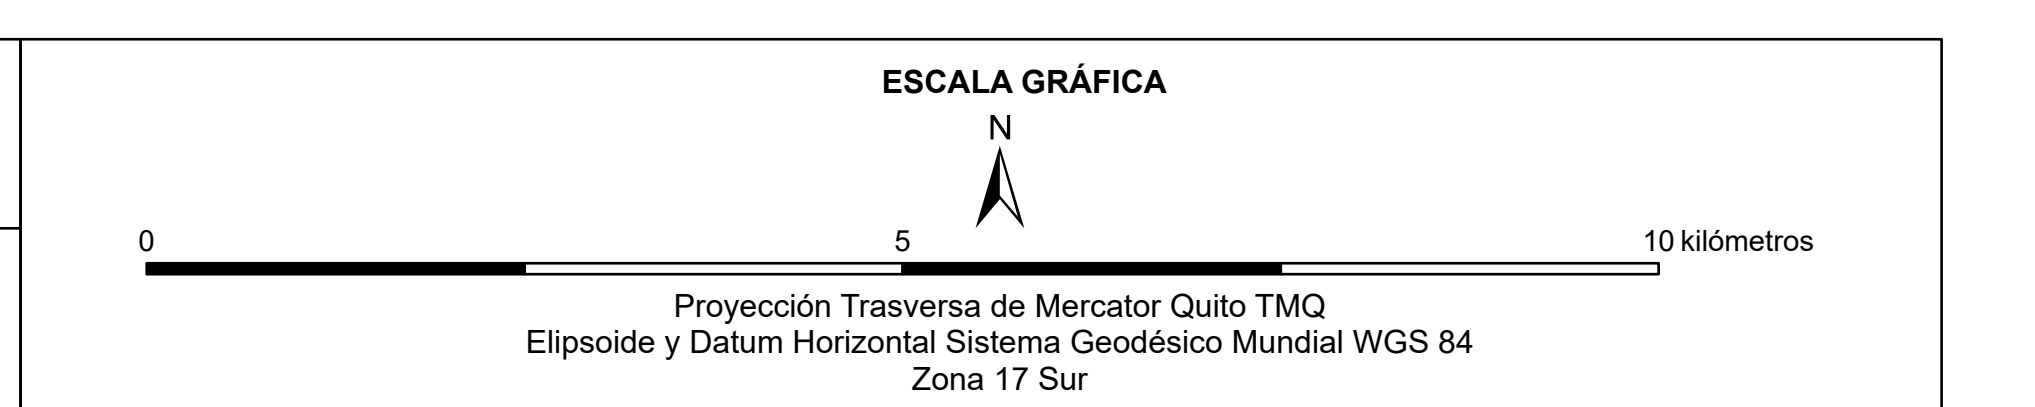 ESCALA GRÁFICA
N
0 5 10 kilómetros
Proyección Trasversa de Mercator Quito TMQ
Elipsoide y Datum Horizontal Sistema Geodésico Mundial WGS 84
Zona 17 Sur